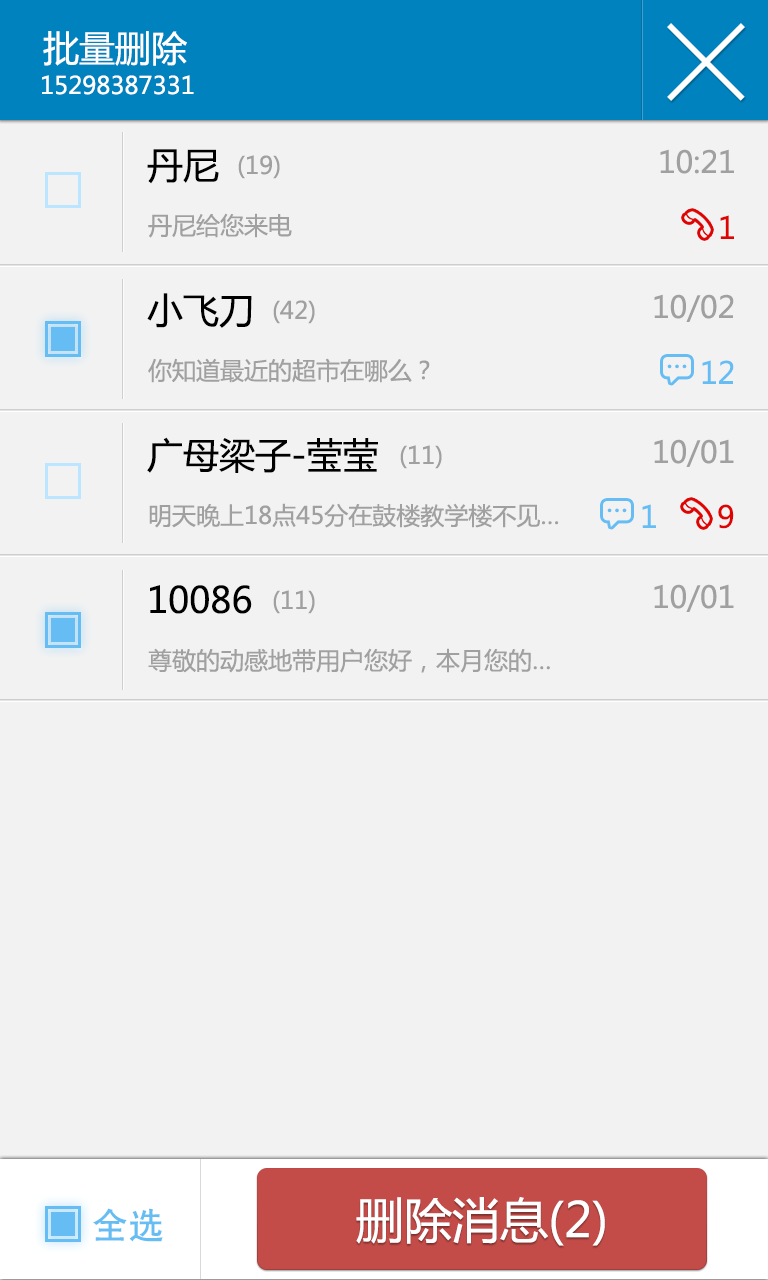 批量删除
15298387331
丹尼 (19) 10:21
丹尼给您来电 1
小飞刀 (42) 10/02
你知道最近的超市在哪么？ 12
广母梁子-莹莹 (11) 10/01
明天晚上18点45分在鼓楼教学楼不见... 1 9
10086 (11) 10/01
尊敬的动感地带用户您好，本月您的...
全选 删除消息(2)